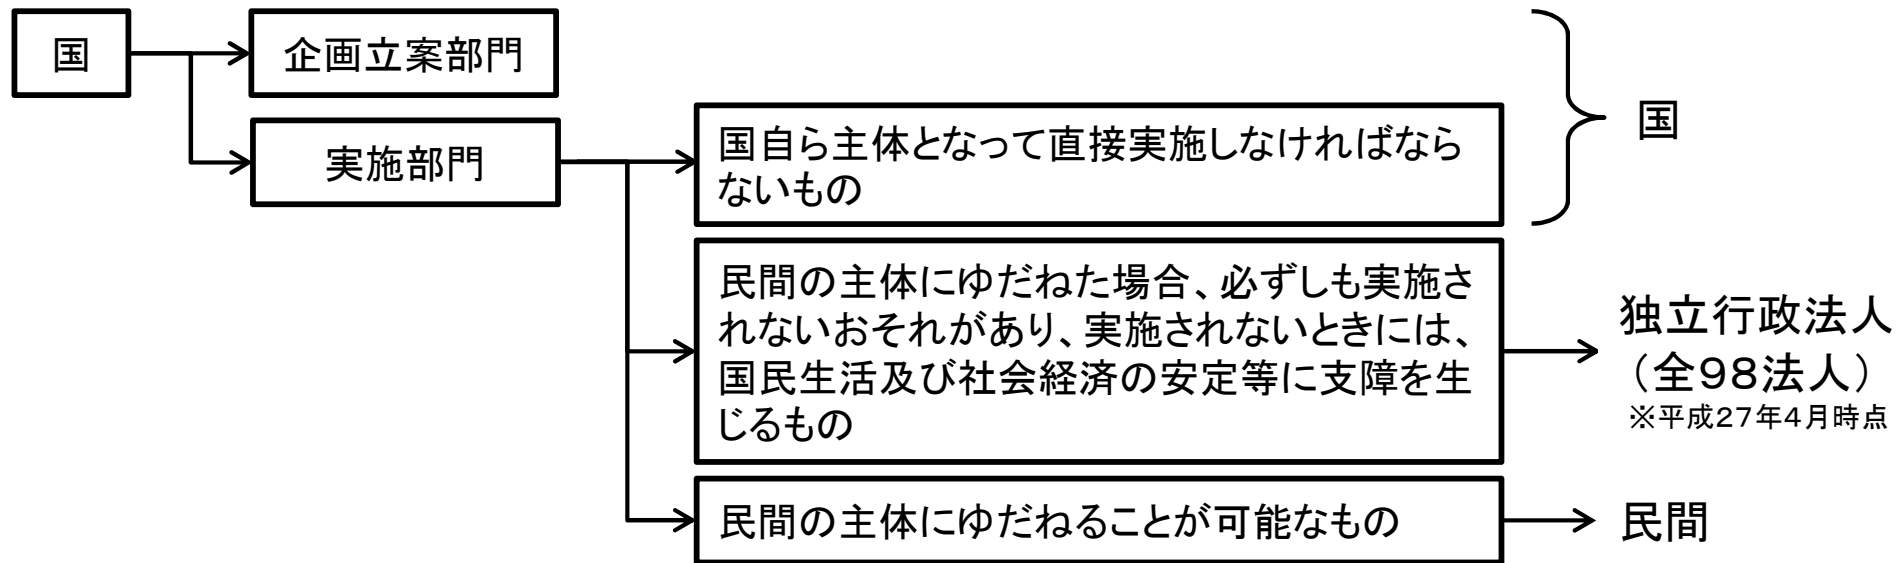 国
企画立案部門
実施部門
国自ら主体となって直接実施しなければなら
ないもの
国
民間の主体にゆだねた場合、必ずしも実施さ
れないおそれがあり、実施されないときには、
国民生活及び社会経済の安定等に支障を生
じるもの
独立行政法人
（全９８法人）
※平成２７年４月時点
民間の主体にゆだねることが可能なもの
民間